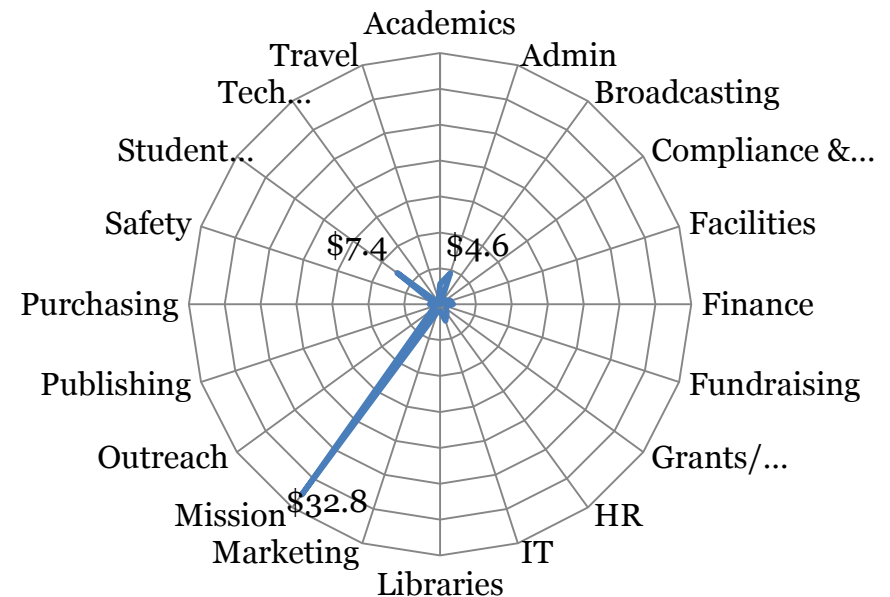 Academics
Admin
Broadcasting
Compliance &...
Facilities
Finance
Fundraising
Grants/...
HR
IT
Libraries
Marketing
Mission
Outreach
Publishing
Purchasing
Safety
Student...
Tech...
Travel
$4.6
$7.4
$32.8